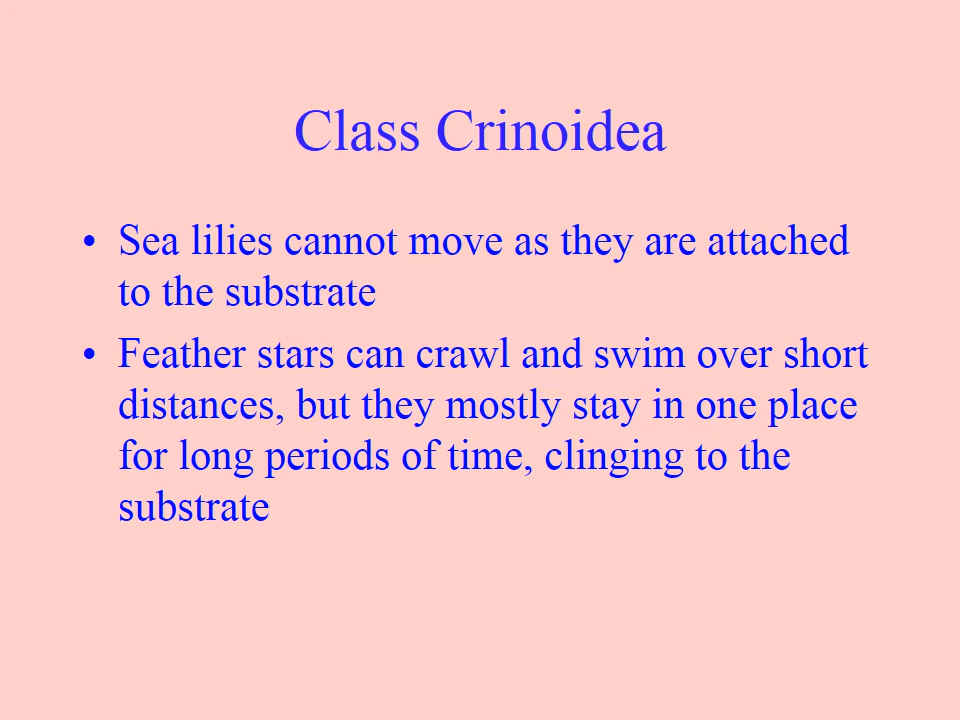 Class Crinoidea
• Sea lilies cannot move as they are attached
to the substrate
• Feather stars can crawl and swim over short
distances, but they mostly stay in one place
for long periods of time, clinging to the
substrate